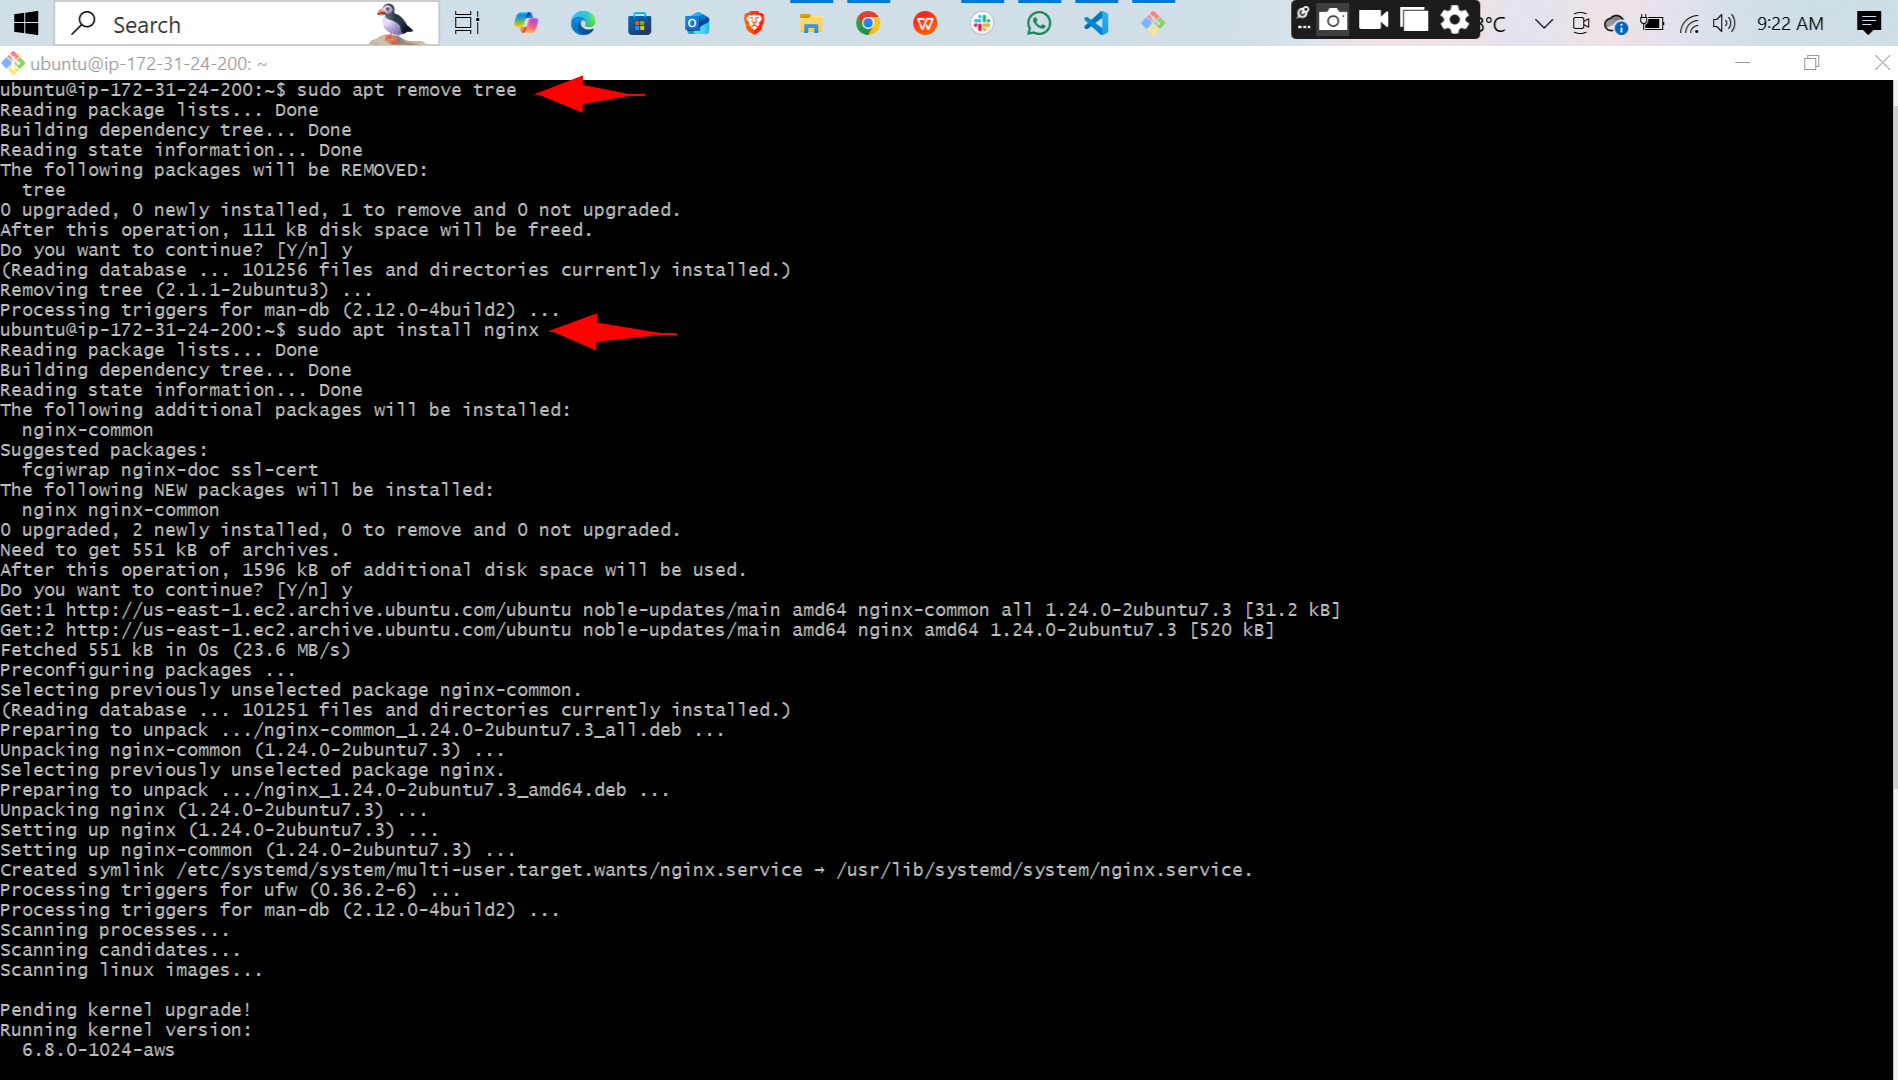 Search
°C
9:22 AM
ubuntu@ip-172-31-24-200: ~
ubuntu@ip-172-31-24-200:~$ sudo apt remove tree
Reading package lists... Done
Building dependency tree... Done
Reading state information... Done
The following packages will be REMOVED:
  tree
0 upgraded, 0 newly installed, 1 to remove and 0 not upgraded.
After this operation, 111 kB disk space will be freed.
Do you want to continue? [Y/n] y
(Reading database ... 101256 files and directories currently installed.)
Removing tree (2.1.1-2ubuntu3) ...
Processing triggers for man-db (2.12.0-4build2) ...
ubuntu@ip-172-31-24-200:~$ sudo apt install nginx
Reading package lists... Done
Building dependency tree... Done
Reading state information... Done
The following additional packages will be installed:
  nginx-common
Suggested packages:
  fcgiwrap nginx-doc ssl-cert
The following NEW packages will be installed:
  nginx nginx-common
0 upgraded, 2 newly installed, 0 to remove and 0 not upgraded.
Need to get 551 kB of archives.
After this operation, 1596 kB of additional disk space will be used.
Do you want to continue? [Y/n] y
Get:1 http://us-east-1.ec2.archive.ubuntu.com/ubuntu noble-updates/main amd64 nginx-common all 1.24.0-2ubuntu7.3 [31.2 kB]
Get:2 http://us-east-1.ec2.archive.ubuntu.com/ubuntu noble-updates/main amd64 nginx amd64 1.24.0-2ubuntu7.3 [520 kB]
Fetched 551 kB in 0s (23.6 MB/s)
Preconfiguring packages ...
Selecting previously unselected package nginx-common.
(Reading database ... 101251 files and directories currently installed.)
Preparing to unpack .../nginx-common_1.24.0-2ubuntu7.3_all.deb ...
Unpacking nginx-common (1.24.0-2ubuntu7.3) ...
Selecting previously unselected package nginx.
Preparing to unpack .../nginx_1.24.0-2ubuntu7.3_amd64.deb ...
Unpacking nginx (1.24.0-2ubuntu7.3) ...
Setting up nginx (1.24.0-2ubuntu7.3) ...
Setting up nginx-common (1.24.0-2ubuntu7.3) ...
Created symlink /etc/systemd/system/multi-user.target.wants/nginx.service → /usr/lib/systemd/system/nginx.service.
Processing triggers for ufw (0.36.2-6) ...
Processing triggers for man-db (2.12.0-4build2) ...
Scanning processes...
Scanning candidates...
Scanning linux images...
Pending kernel upgrade!
Running kernel version:
  6.8.0-1024-aws